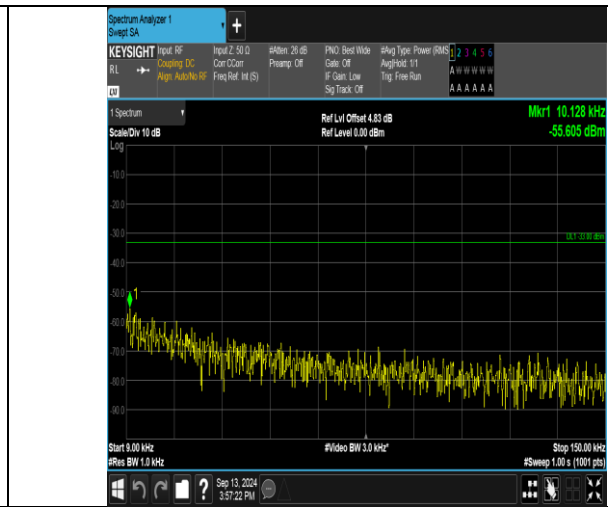 Spectrum Analyzer 1
Swept SA
+
KEYSIGHT Input: RF Input Z: 50 Ω #Atten: 26 dB PNO: Best Wide #Avg Type: Power (RMS 1 2 3 4 5 6
RL Coupling: DC Corr CCorr Preamp: Off Gate: Off Avg|Hold: 1/1 A W W W W W
Align: Auto/No RF Freq Ref: Int (S) IF Gain: Low Trig: Free Run
Sig Track: Off A A A A A A
1 Spectrum Ref Lvl Offset 4.83 dB Mkr1 10.128 kHz
Scale/Div 10 dB Ref Level 0.00 dBm -55.605 dBm
Log
-10.0
-20.0
-30.0
DL1 -33.00 dBm
-40.0
-50.0
1
-60.0
-70.0
-80.0
-90.0
Start 9.00 kHz #Video BW 3.0 kHz* Stop 150.00 kHz
#Res BW 1.0 kHz #Sweep 1.00 s (1001 pts)
? Sep 13, 2024
3:57:22 PM